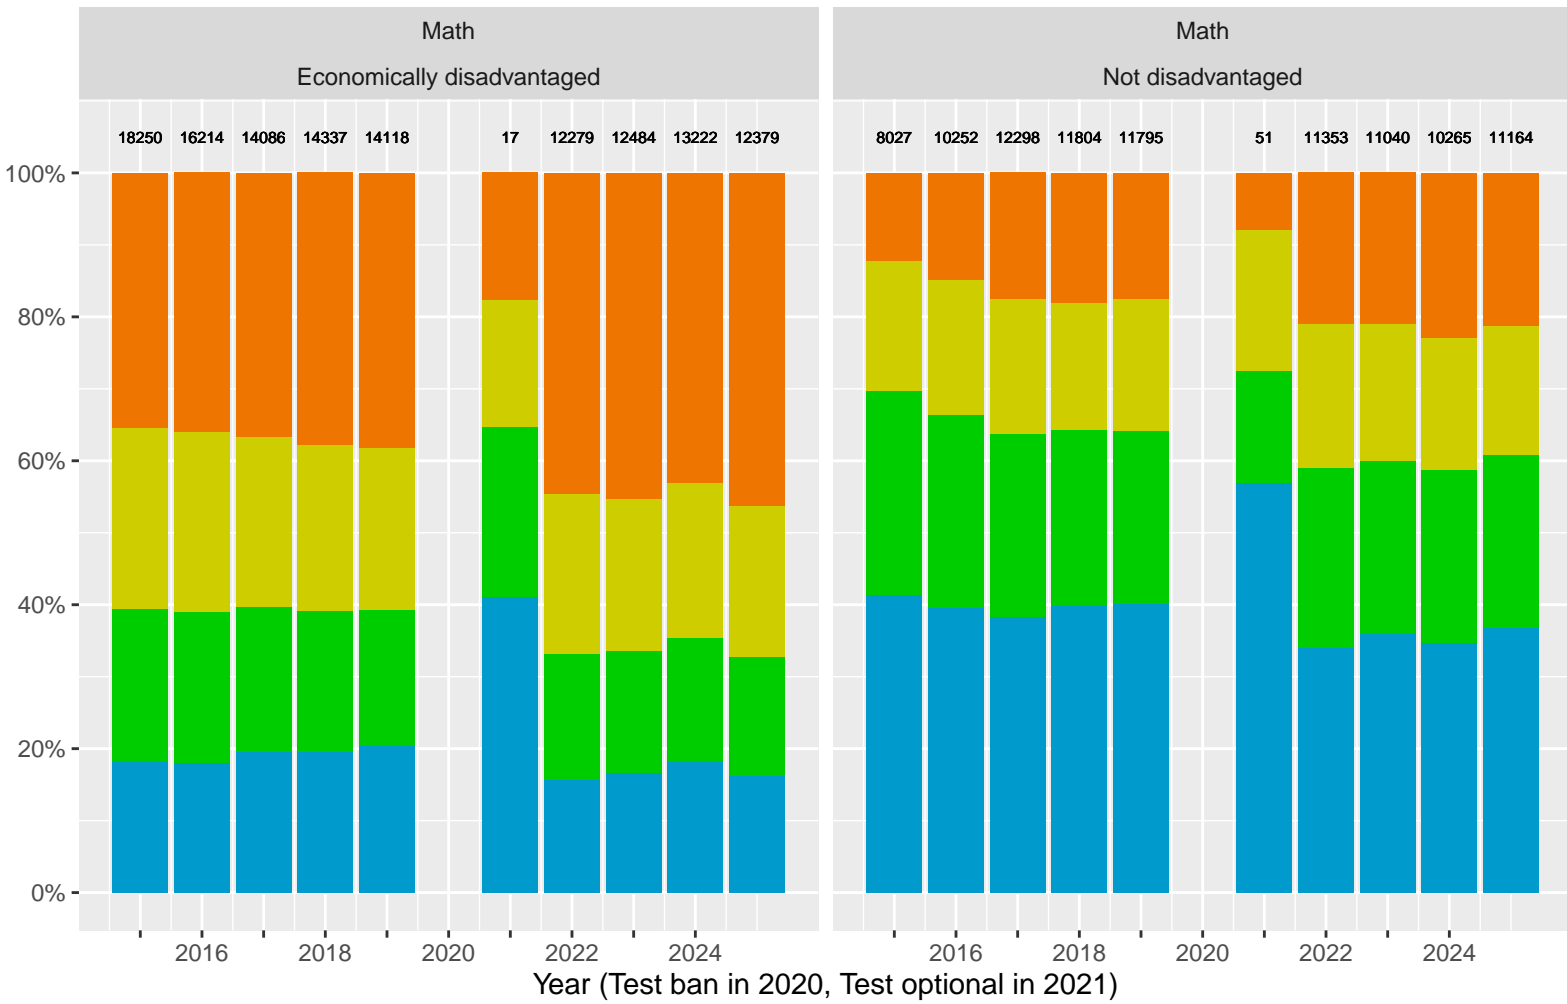 Math
Economically disadvantaged
Math
Not disadvantaged
18250 16214 14086 14337 14118 17 12279 12484 13222 12379
8027 10252 12298 11804 11795 51 11353 11040 10265 11164
100%
80%
60%
40%
20%
0%
2016 2018 2020 2022 2024
2016 2018 2020 2022 2024
Year (Test ban in 2020, Test optional in 2021)